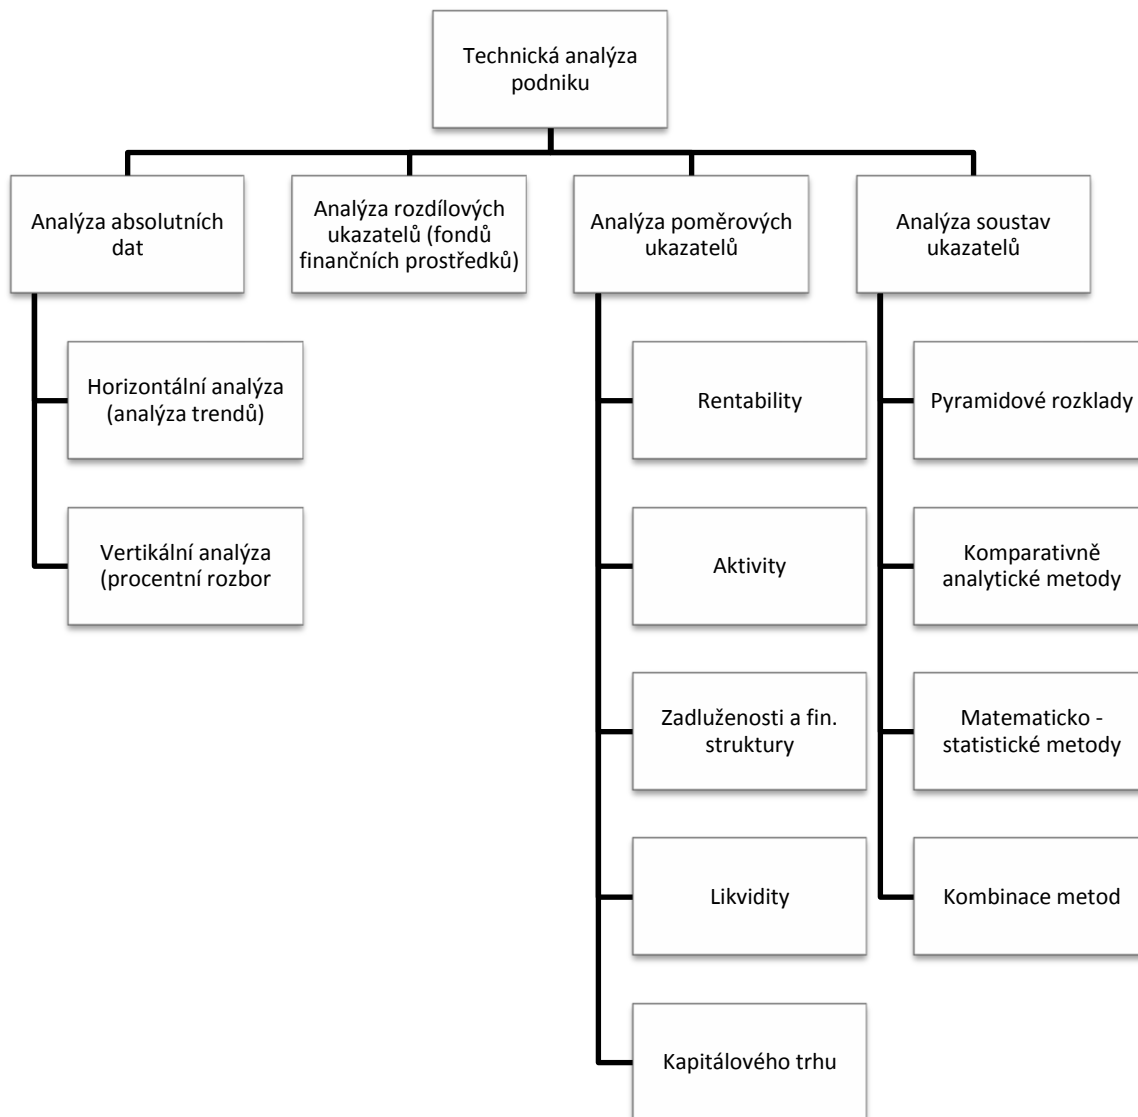 Technická analýza
podniku
Analýza absolutních
dat
Analýza rozdílových
ukazatelů (fondů
finančních prostředků)
Analýza poměrových
ukazatelů
Analýza soustav
ukazatelů
Horizontální analýza
(analýza trendů)
Vertikální analýza
(procentní rozbor
Rentability
Aktivity
Zadluženosti a fin.
struktury
Likvidity
Kapitálového trhu
Pyramidové rozklady
Komparativně
analytické metody
Matematicko -
statistické metody
Kombinace metod